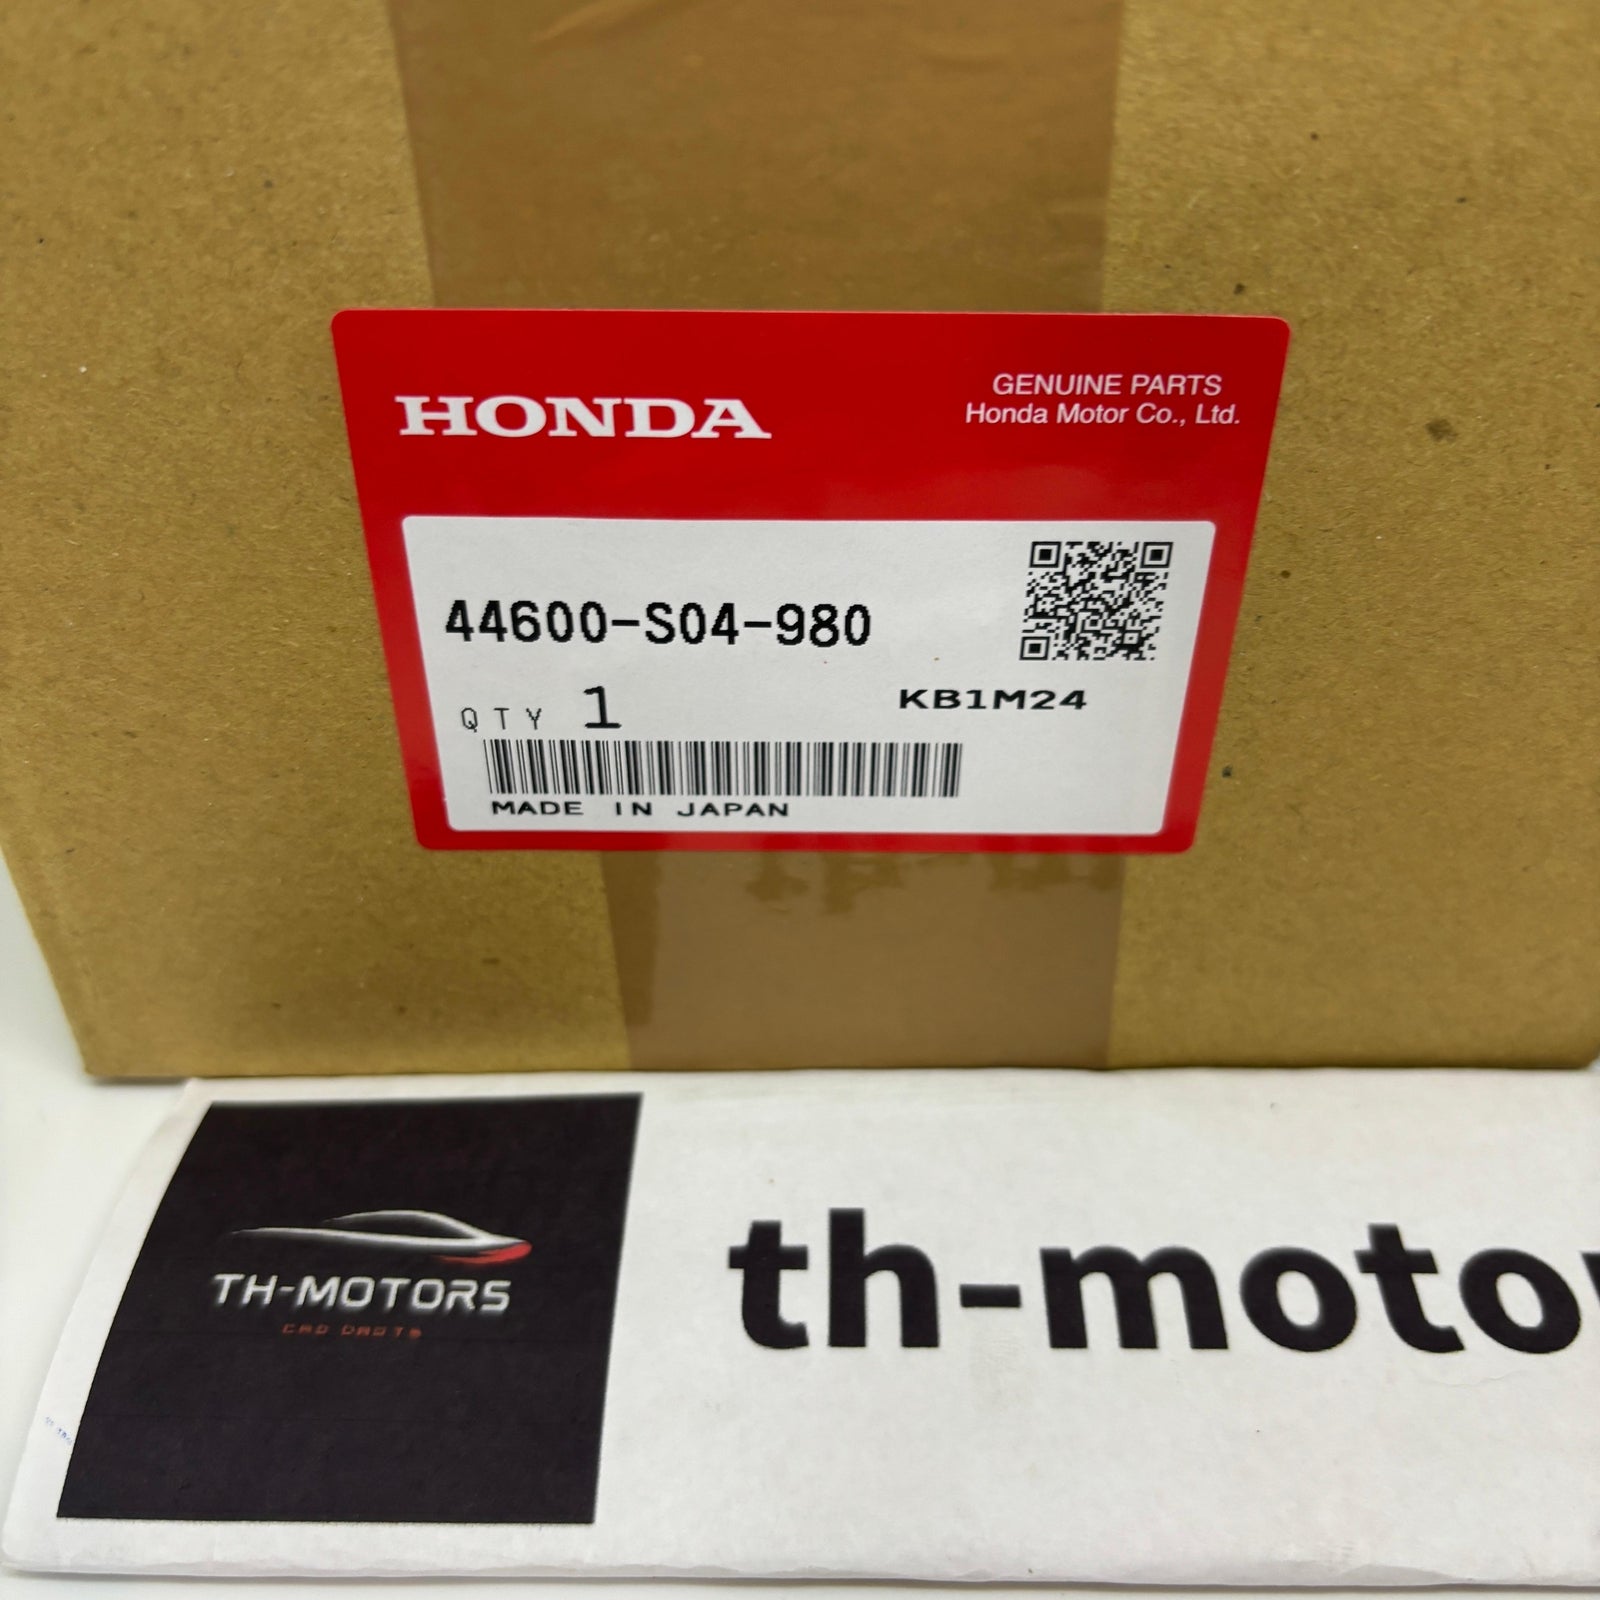 HONDA
GENUINE PARTS
Honda Motor Co., Ltd.
44600-S04-980
QTY 1
KB1M24
MADE IN JAPAN
TH-MOTORS
th-motor